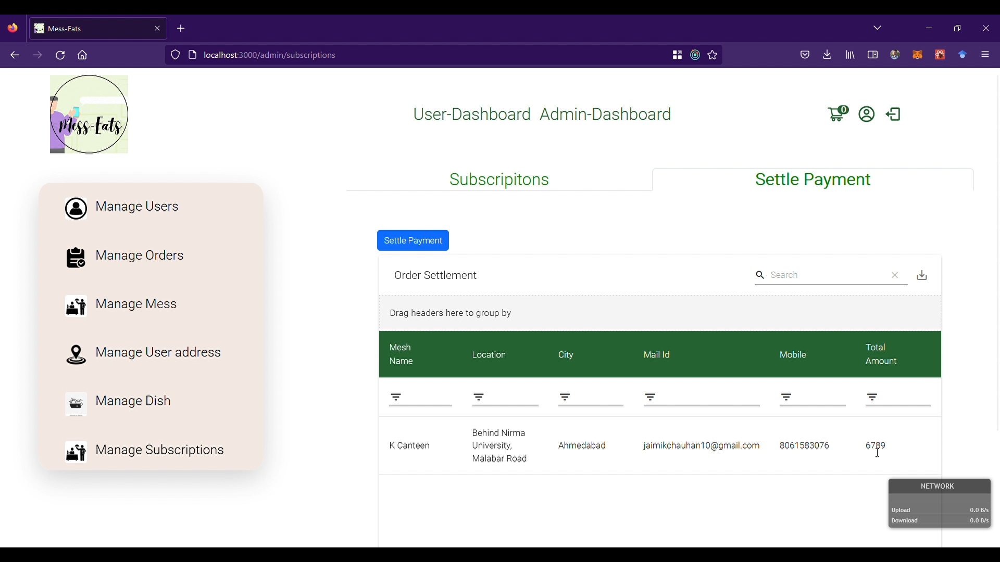 Mess-Eats
localhost:3000/admin/subscriptions
Mess-Eats
User-Dashboard Admin-Dashboard
0
Subscripitons
Settle Payment
Manage Users
Manage Orders
Manage Mess
Manage User address
Manage Dish
Manage Subscriptions
Settle Payment
Order Settlement
Search
Drag headers here to group by
Mesh
Name
Location
City
Mail Id
Mobile
Total
Amount
K Canteen
Behind Nirma
University,
Malabar Road
Ahmedabad
jaimikchauhan10@gmail.com
8061583076
6789
NETWORK
Upload 0.0 B/s
Download 0.0 B/s